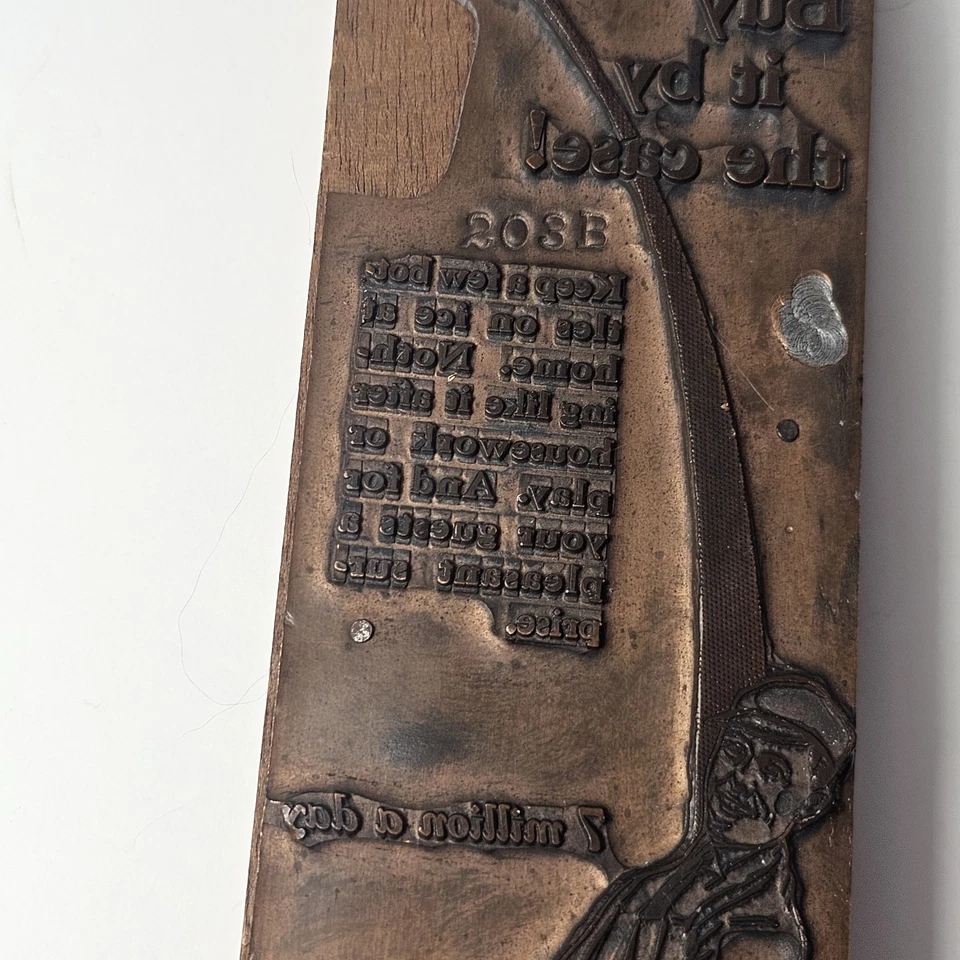 Buy
it by
the case!
203B
Keep a few bot-
tles on ice at
home. Noth-
ing like it after
housework or
play. And for
your guests a
pleasant sur-
prise.
7 million a day